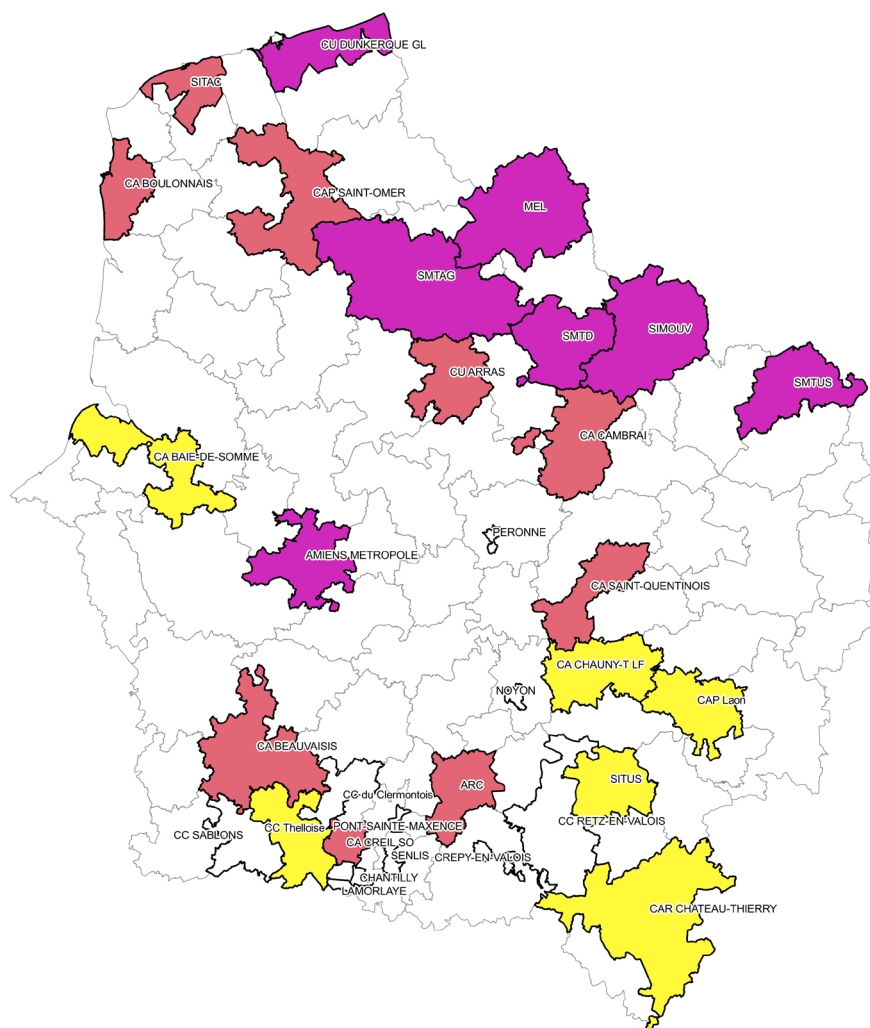 CU DUNKERQUE GL
SITAC
CA BOULONNAIS
CAP SAINT-OMER
MEL
SMTAG
SMTD
SIMOUV
CU ARRAS
SMTUS
CA CAMBRAI
CA BAIE-DE-SOMME
PERONNE
AMIENS METROPOLE
CA SAINT-QUENTINOIS
CA CHAUNY-T LF
NOYON
CAP Laon
CA BEAUVAISIS
ARC
SITUS
CC du Clermontois
CC RETZ-EN-VALOIS
CC Thelloise
PONT-SAINTE-MAXENCE
CC SABLONS
CA CREIL SO
SENLIS
CREPY-EN-VALOIS
CHANTILLY
LAMORLAYE
CAR CHATEAU-THIERRY